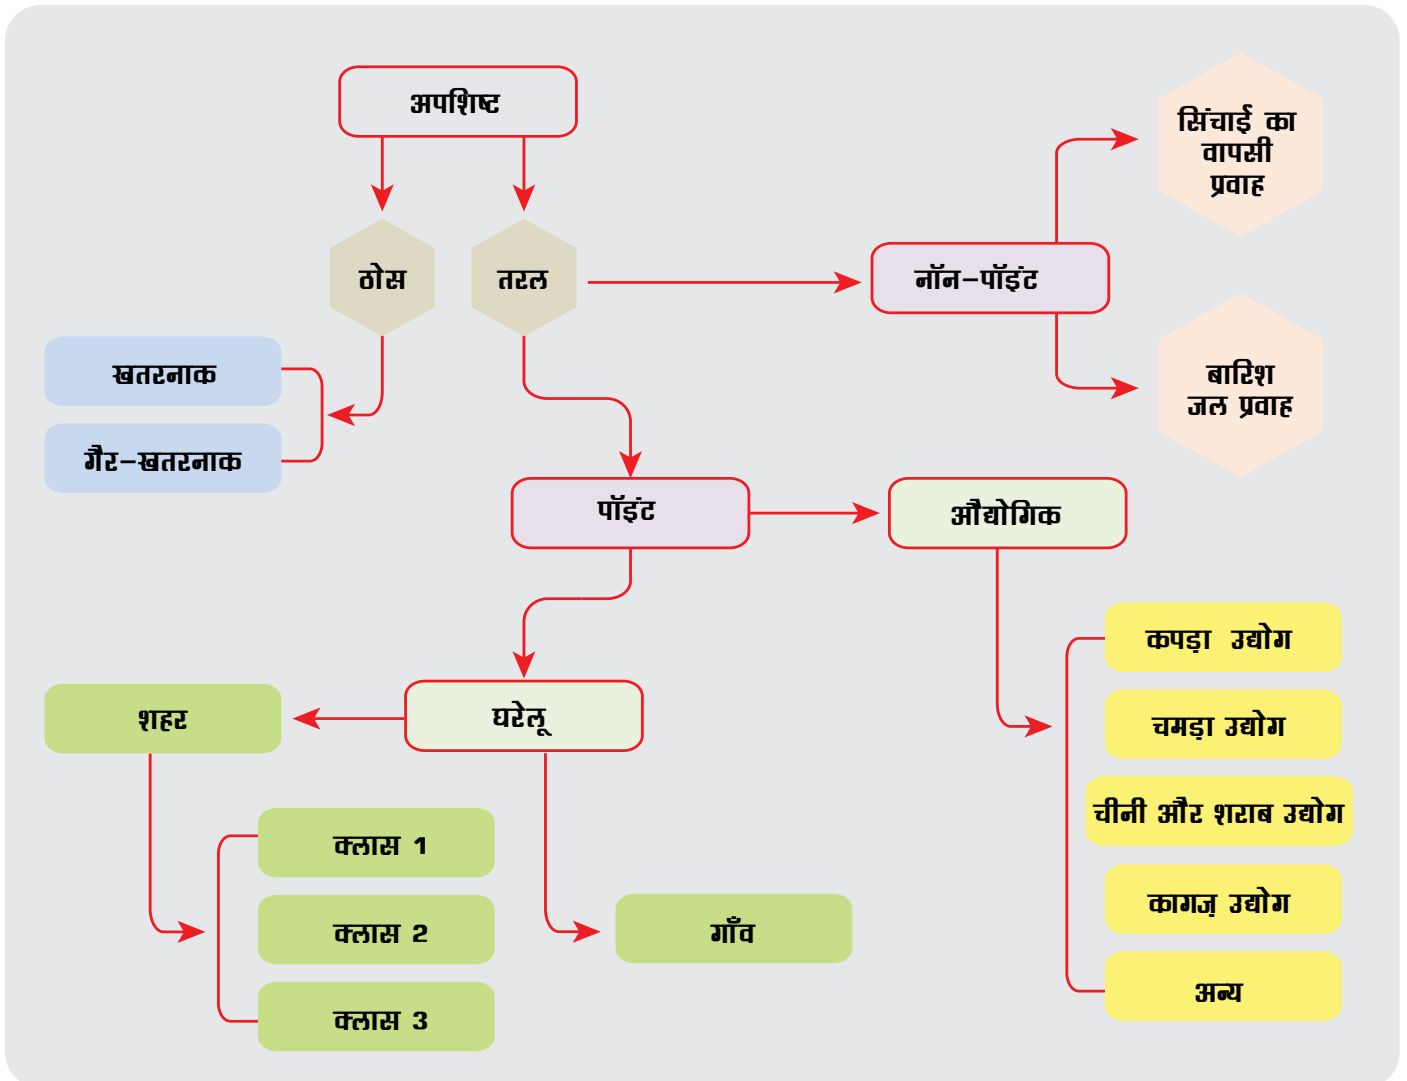 अपशिष्ट
सिंचाई का
वापसी
प्रवाह
ठोस
तरल
नॉन-पॉइंट
खतरनाक
बारिश
जल प्रवाह
गैर-खतरनाक
पॉइंट
औद्योगिक
कपड़ा उद्योग
शहर
घरेलू
चमड़ा उद्योग
चीनी और शराब उद्योग
क्लास 1
कागज़ उद्योग
क्लास 2
गाँव
अन्य
क्लास 3